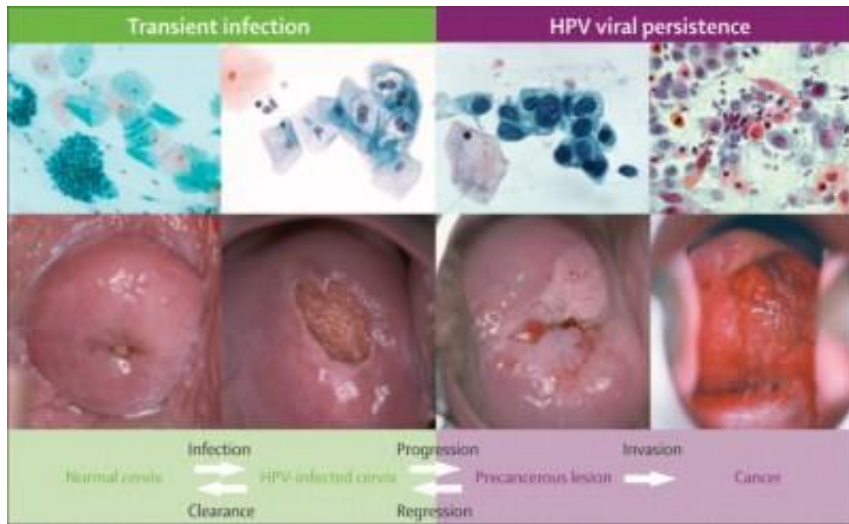 Transient infection
HPV viral persistence
Infection
Progression
Invasion
Normal cervix
HPV-infected cervix
Precancerous lesion
Cancer
Clearance
Regression